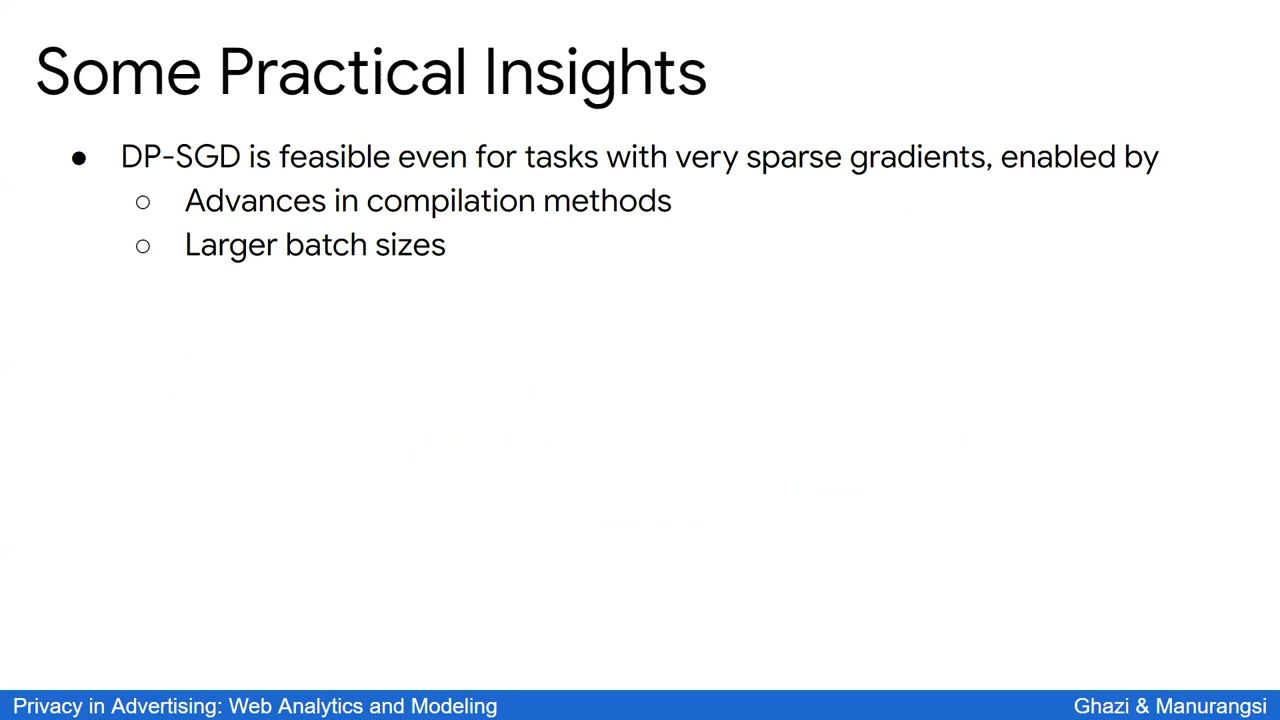 Some Practical Insights
● DP-SGD is feasible even for tasks with very sparse gradients, enabled by
○ Advances in compilation methods
○ Larger batch sizes
Privacy in Advertising: Web Analytics and Modeling
Ghazi & Manurangsi